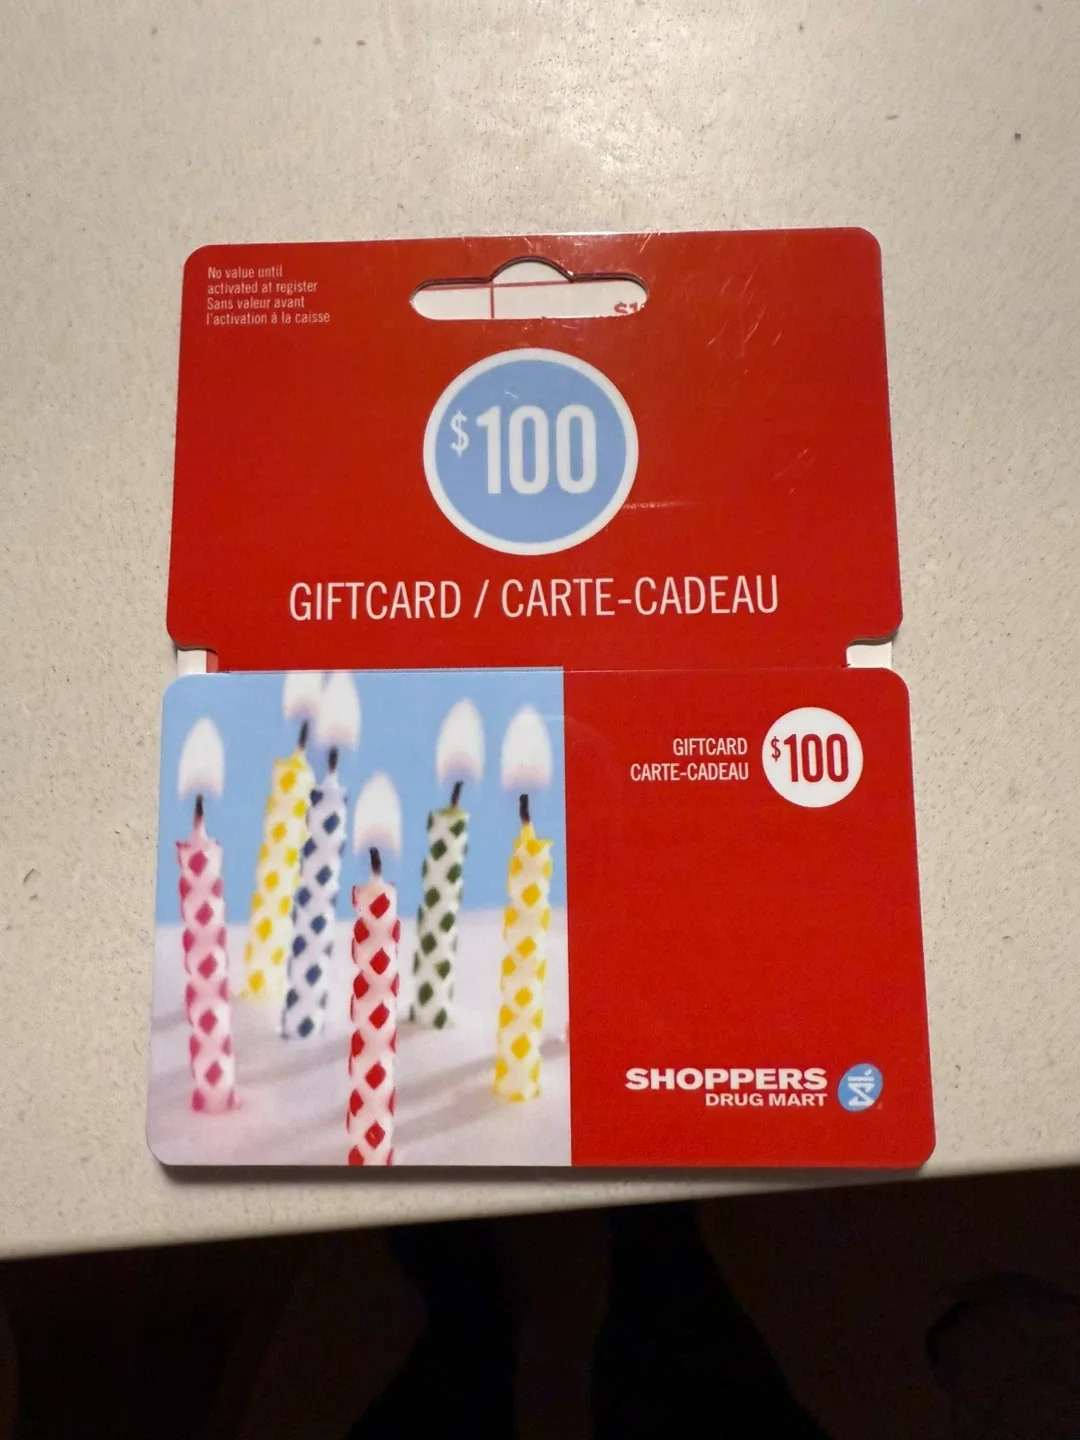 No value until
activated at register
Sans valeur avant
l'activation à la caisse
$100
GIFTCARD / CARTE-CADEAU
GIFTCARD
CARTE-CADEAU
$100
SHOPPERS
DRUG MART